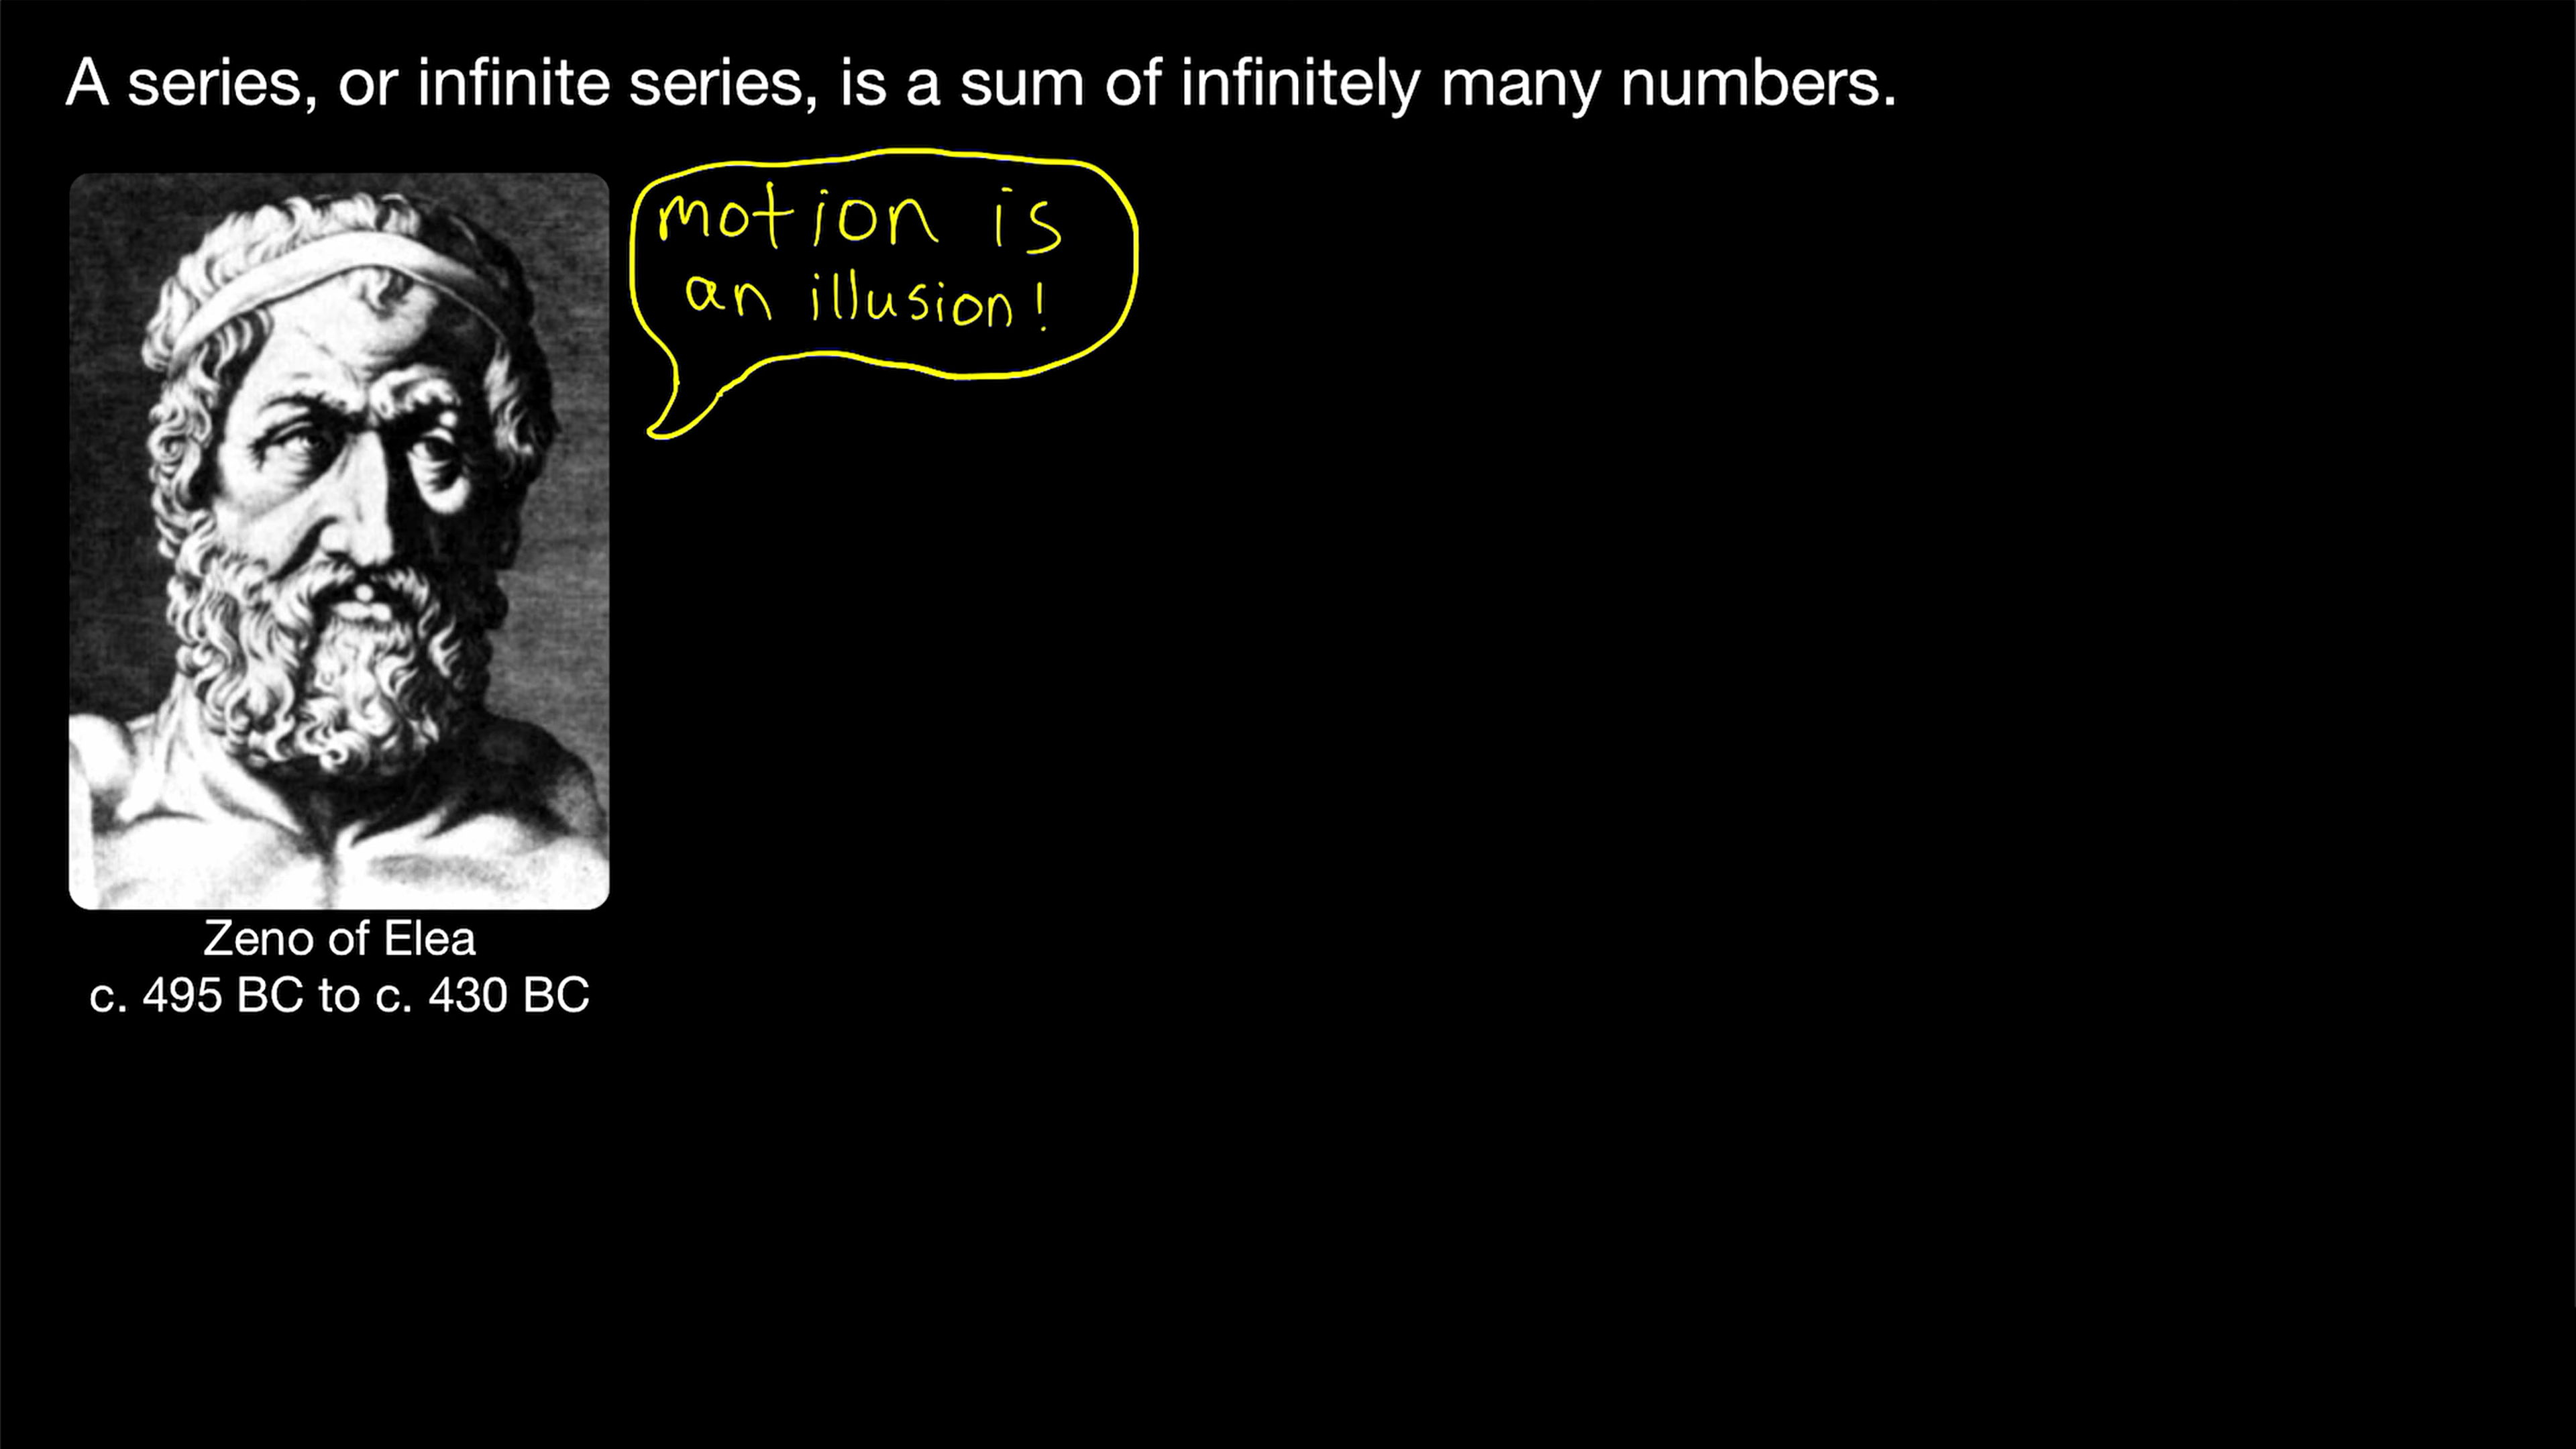 A series, or infinite series, is a sum of infinitely many numbers.
motion is
an illusion!
Zeno of Elea
c. 495 BC to c. 430 BC